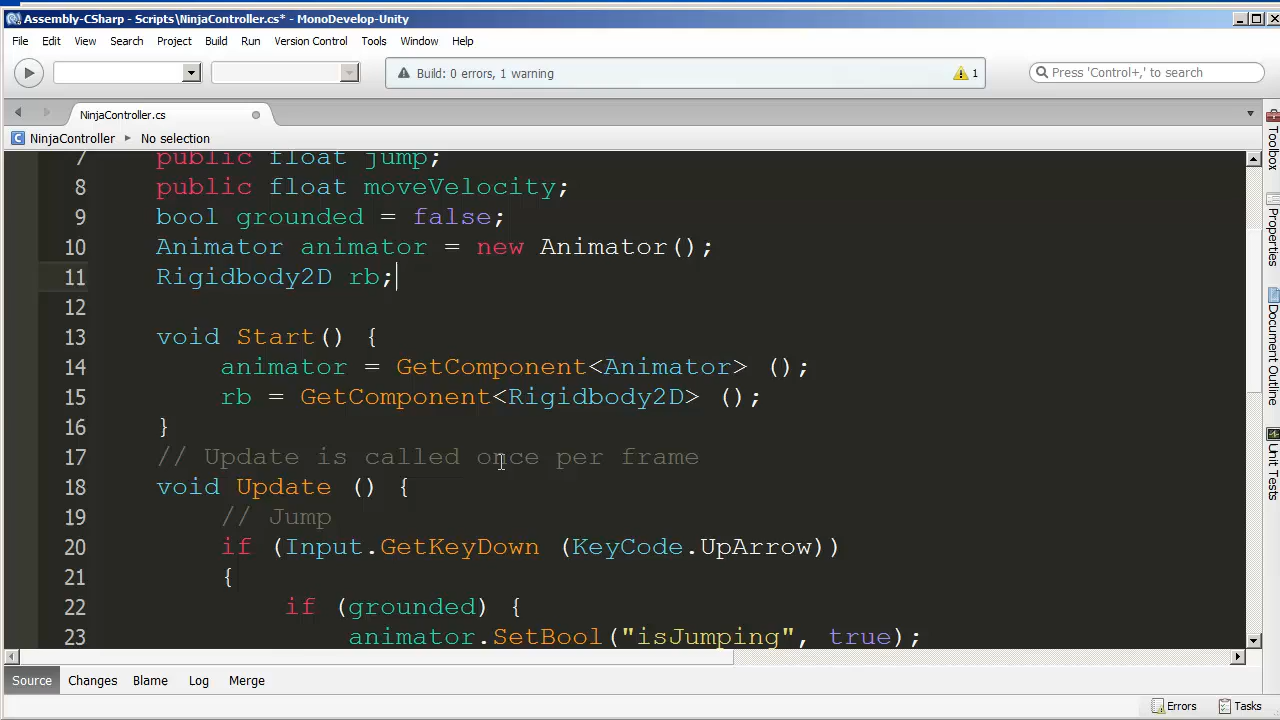 Assembly-CSharp - Scripts\NinjaController.cs* - MonoDevelop-Unity
File Edit View Search Project Build Run Version Control Tools Window Help
Build: 0 errors, 1 warning 1 Press 'Control+,' to search
NinjaController.cs
NinjaController No selection
7 public float jump;
8 public float moveVelocity;
9 bool grounded = false;
10 Animator animator = new Animator();
11 Rigidbody2D rb;
12
13 void Start() {
14 animator = GetComponent<Animator> ();
15 rb = GetComponent<Rigidbody2D> ();
16 }
17 // Update is called once per frame
18 void Update () {
19 // Jump
20 if (Input.GetKeyDown (KeyCode.UpArrow))
21 {
22 if (grounded) {
23 animator.SetBool("isJumping", true);
Toolbox
Properties
Document Outline
Unit Tests
Source Changes Blame Log Merge
Errors Tasks